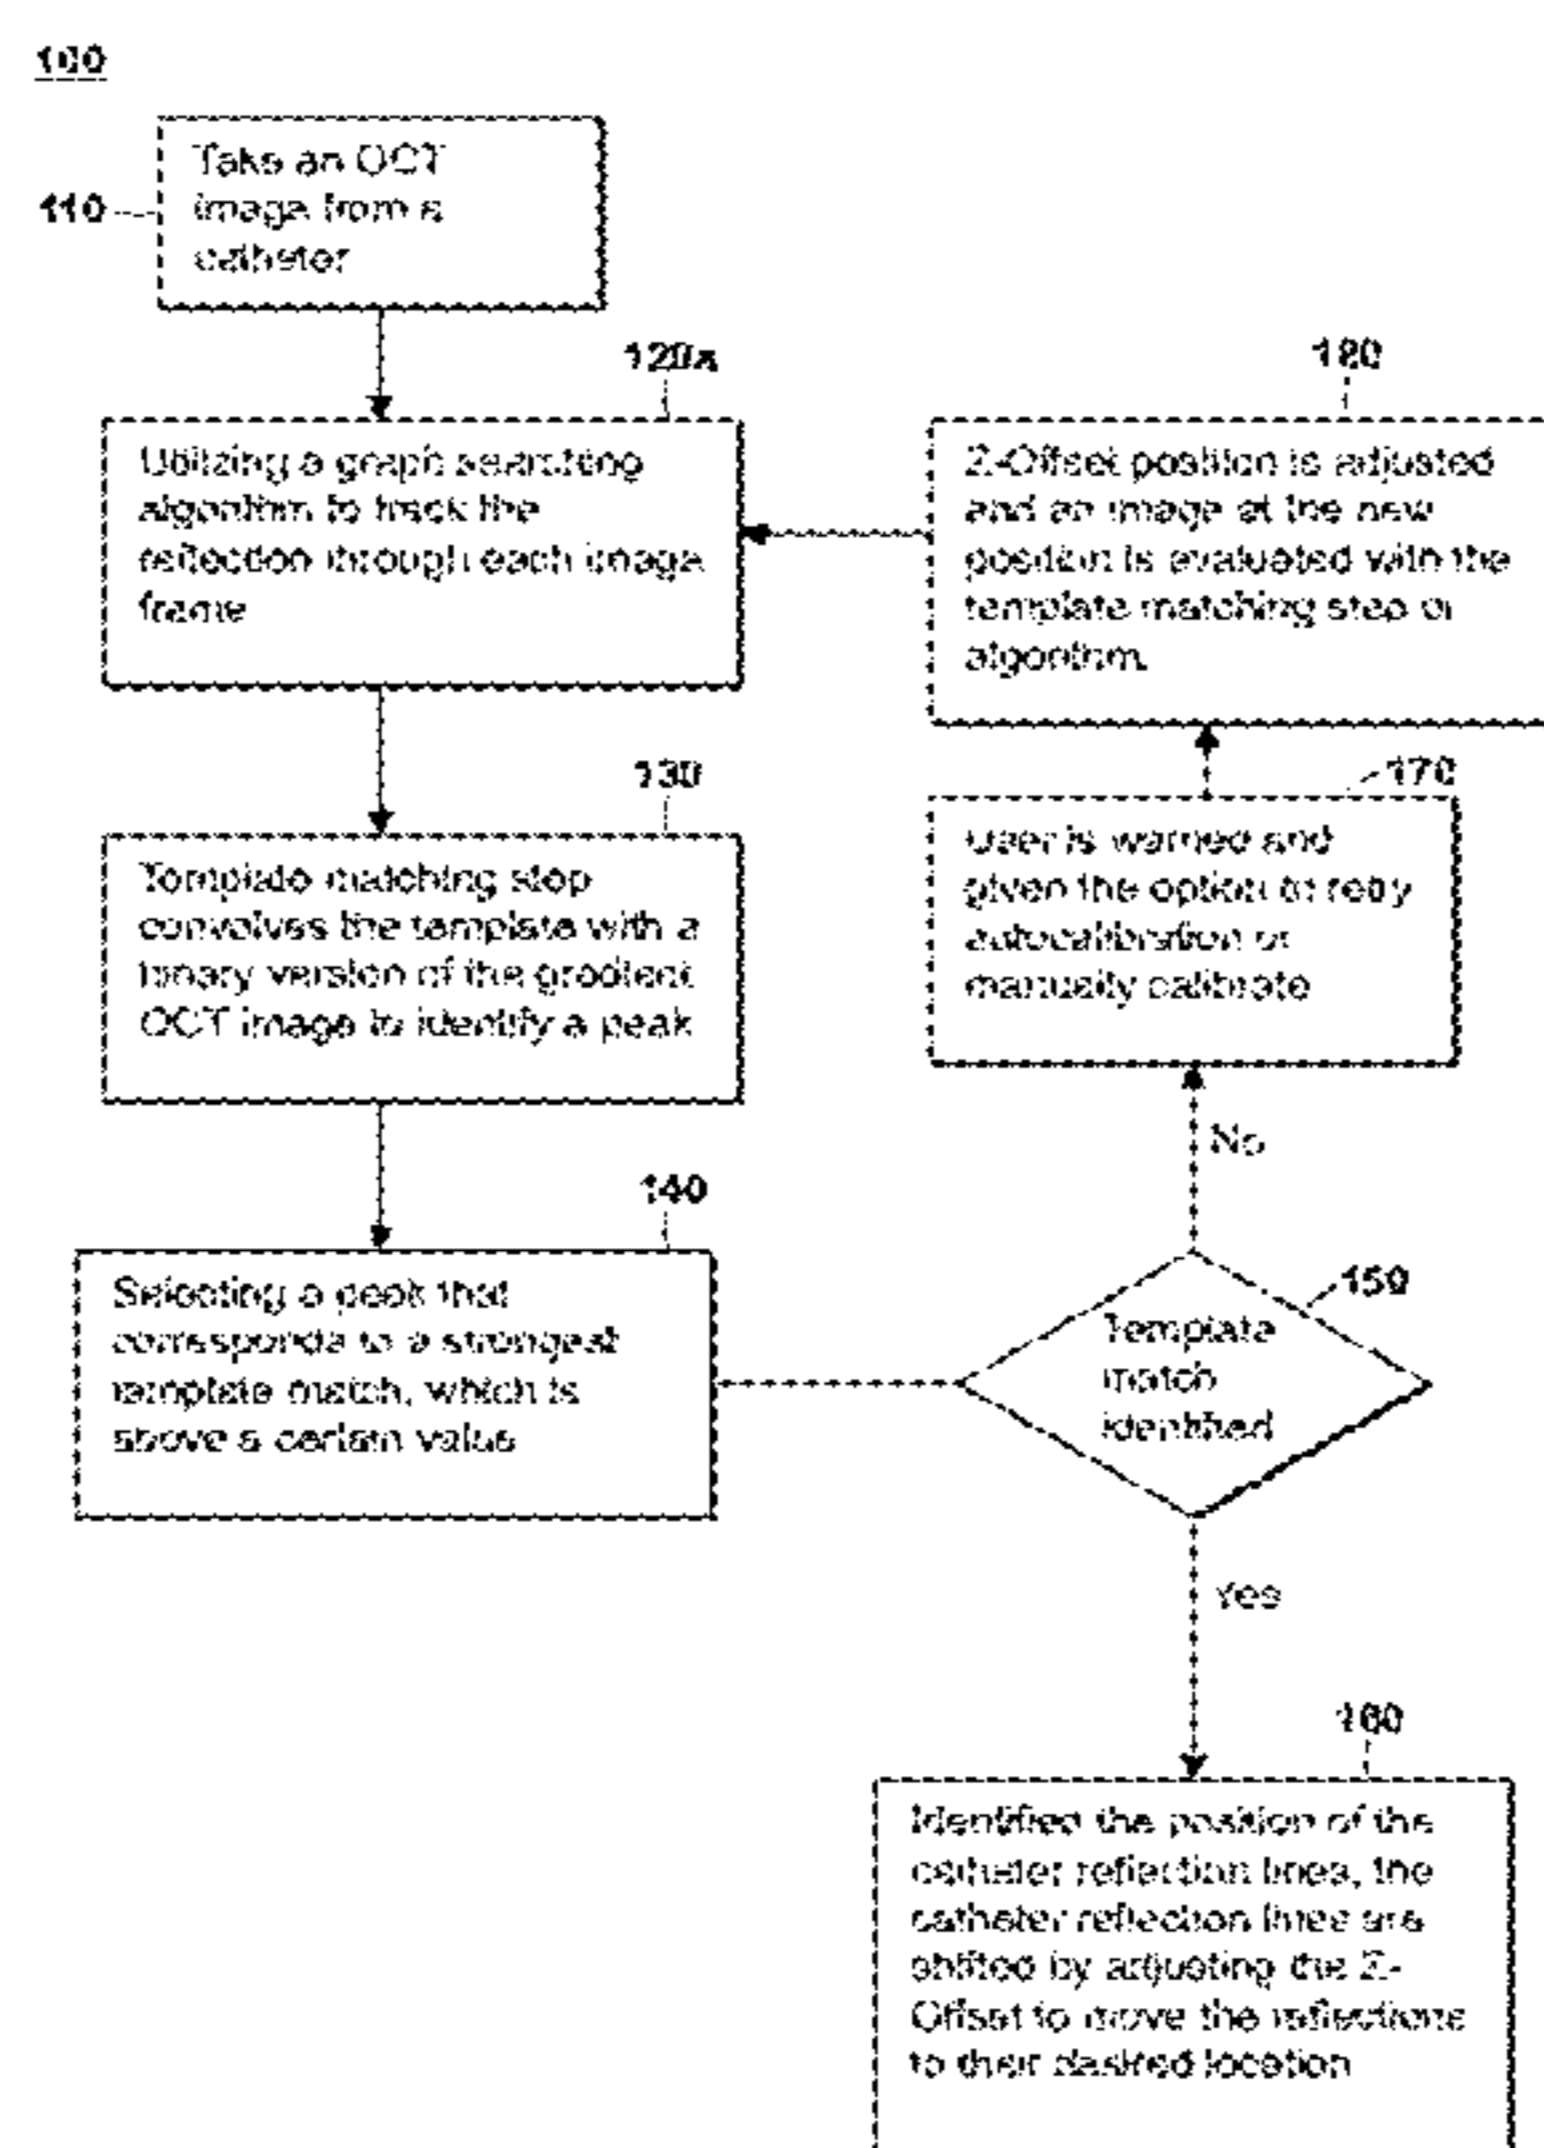 100
110
Take an OCT
image from a
catheter
120a
Utilizing a graph searching
algorithm to track the
reflection through each image
frame
130
Template matching step
convolves the template with a
binary version of the gradient
OCT image to identify a peak
140
Selecting a peak that
corresponds to a strongest
template match, which is
above a certain value
150
Template
match
identified
No
170
User is warned and
given the option to retry
autocalibration or
manually calibrate
180
Z-Offset position is adjusted
and an image at the new
position is evaluated with the
template matching step or
algorithm.
Yes
160
Identified the position of the
catheter reflection lines, the
catheter reflection lines are
shifted by adjusting the Z-
Offset to move the reflections
to their desired location